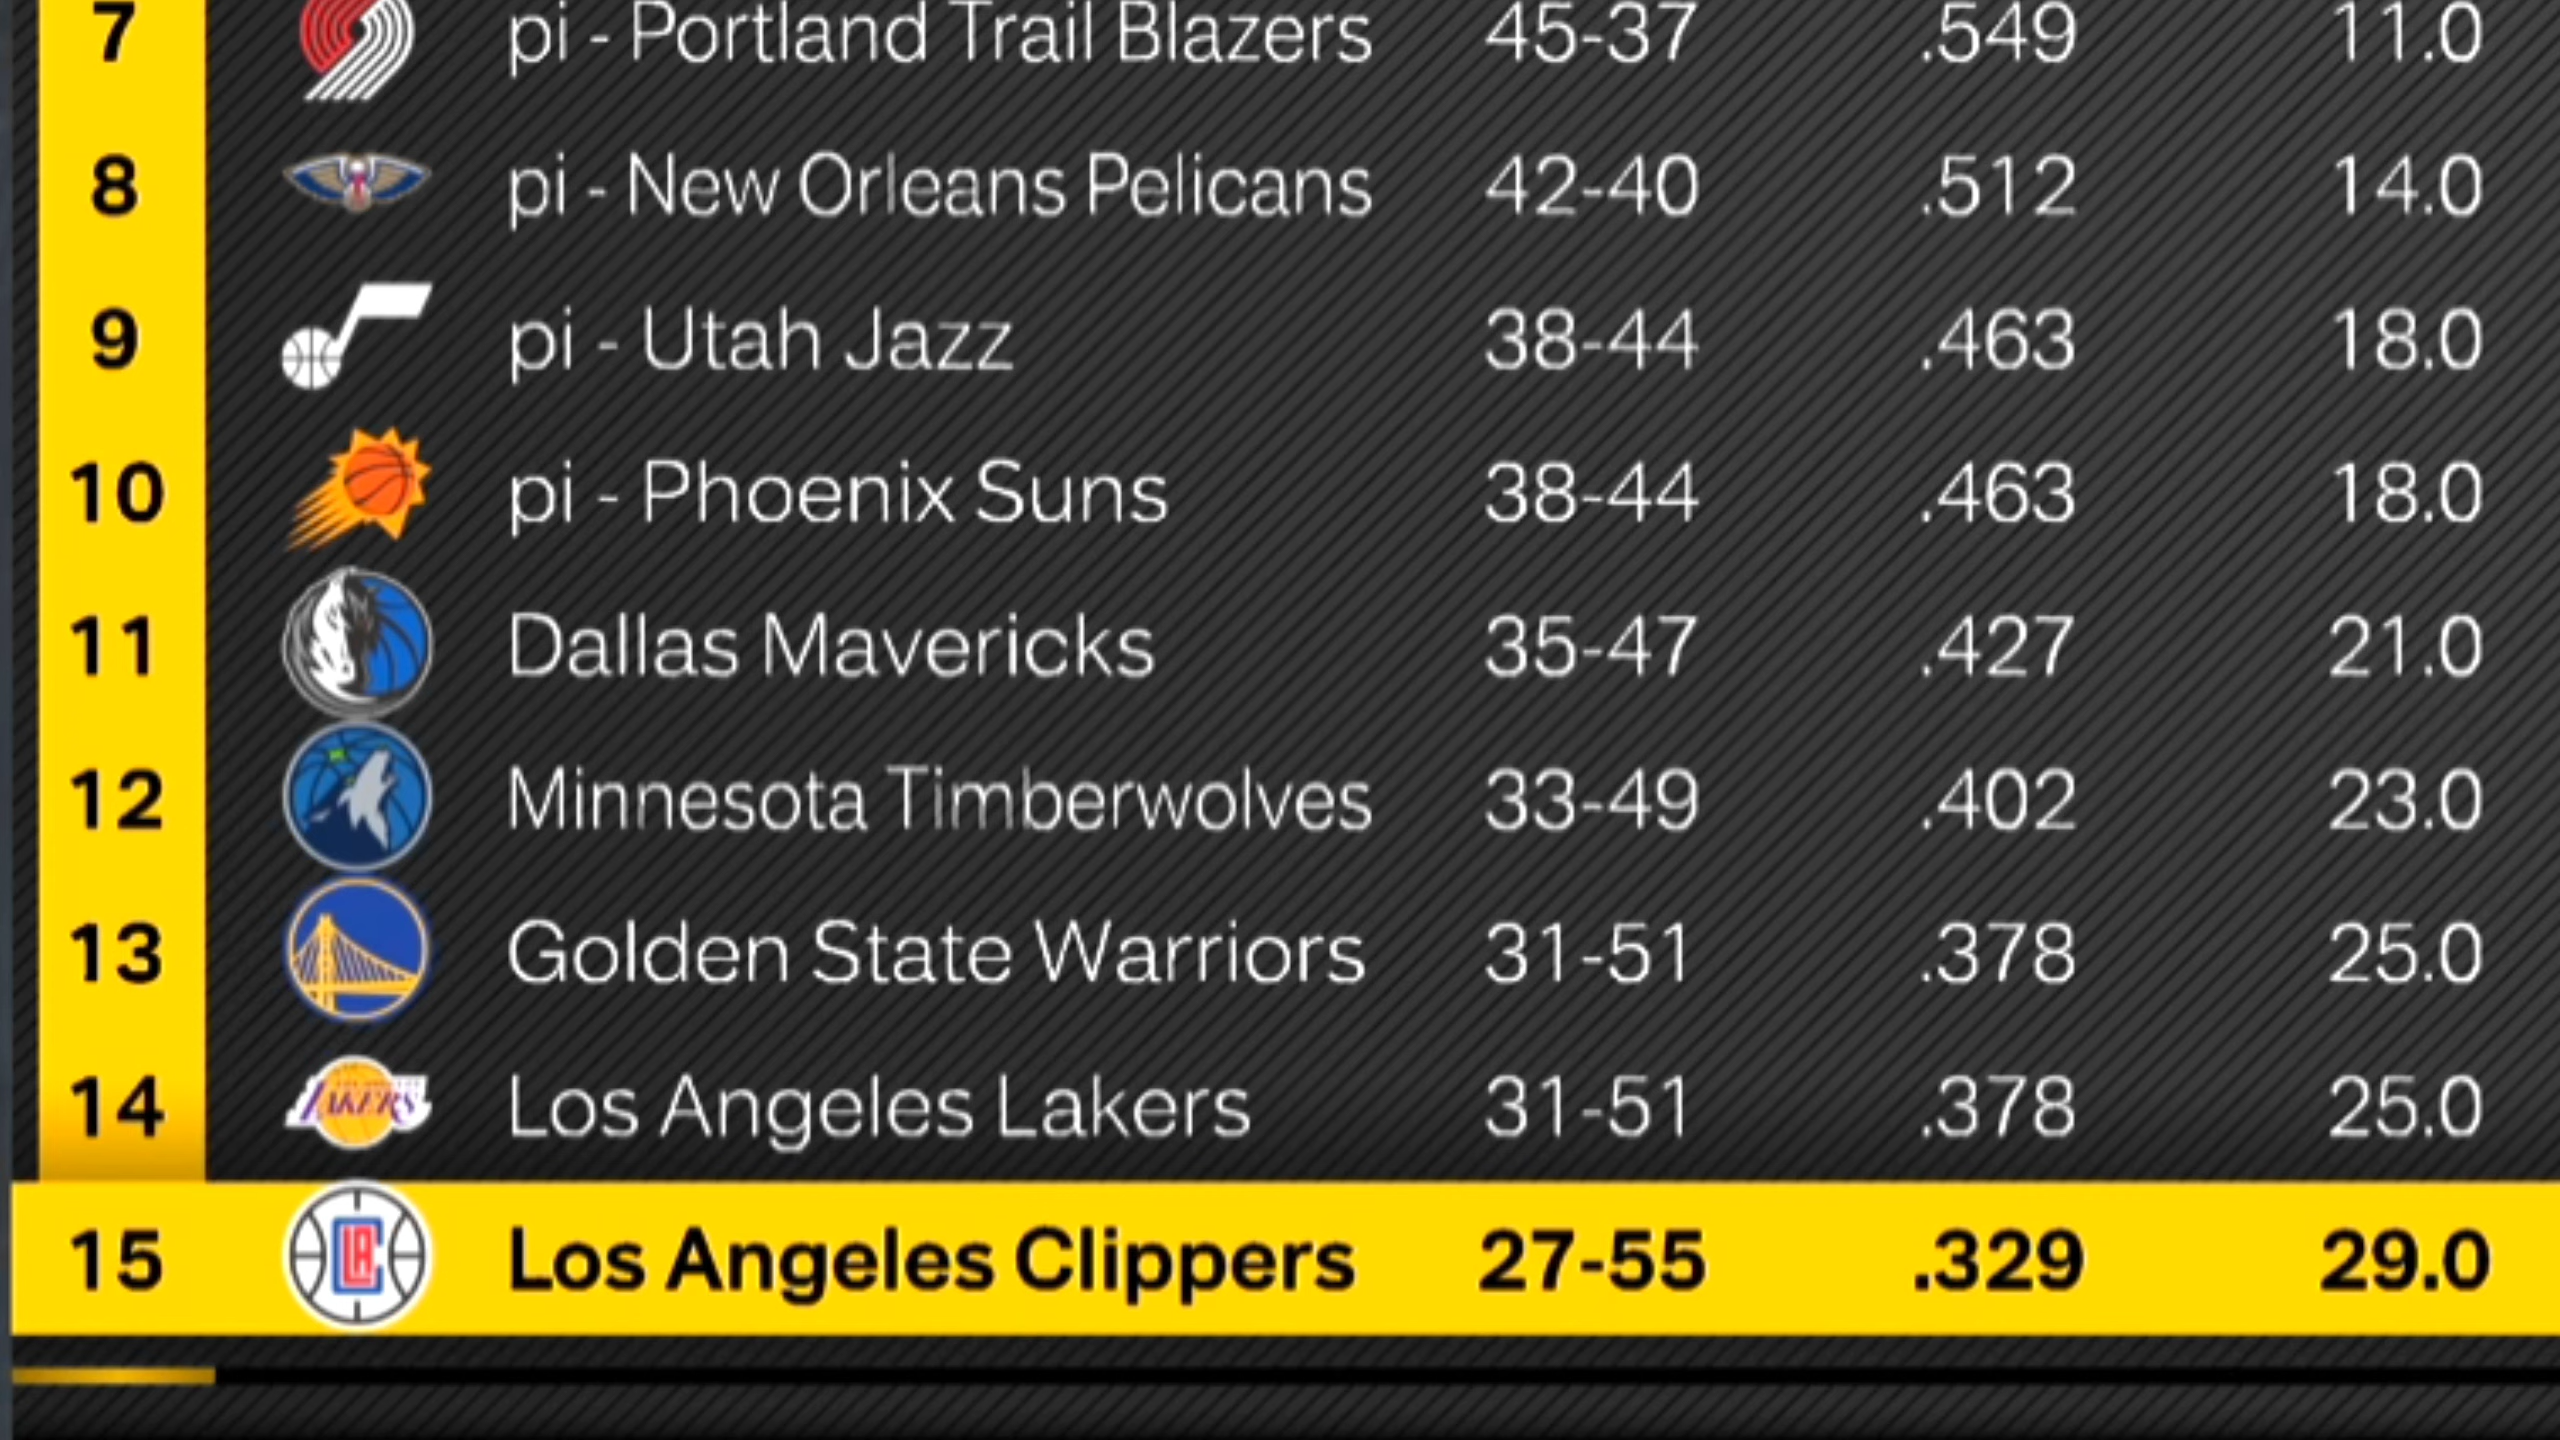 7 pi - Portland Trail Blazers 45-37 .549 11.0
8 pi - New Orleans Pelicans 42-40 .512 14.0
9 pi - Utah Jazz 38-44 .463 18.0
10 pi - Phoenix Suns 38-44 .463 18.0
11 Dallas Mavericks 35-47 .427 21.0
12 Minnesota Timberwolves 33-49 .402 23.0
13 Golden State Warriors 31-51 .378 25.0
14 LAKERS Los Angeles Lakers 31-51 .378 25.0
15 LAC Los Angeles Clippers 27-55 .329 29.0